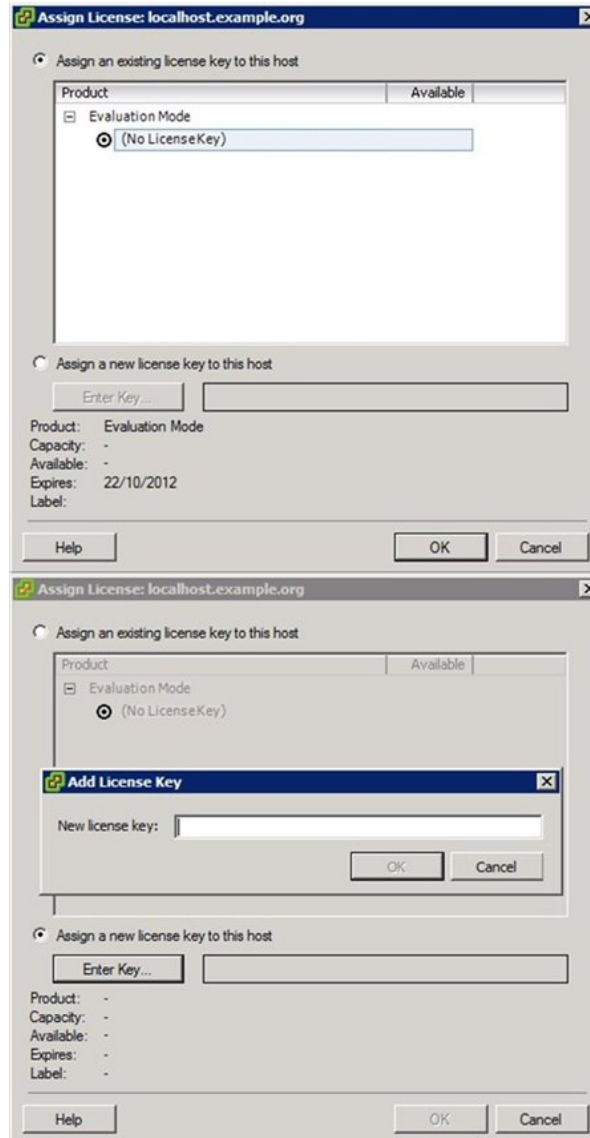 Assign License: localhost.example.org
Assign an existing license key to this host
Product Available
Evaluation Mode
(No LicenseKey)
Assign a new license key to this host
Enter Key...
Product: Evaluation Mode
Capacity: -
Available: -
Expires: 22/10/2012
Label:
Help OK Cancel
Assign License: localhost.example.org
Assign an existing license key to this host
Product Available
Evaluation Mode
(No LicenseKey)
Add License Key
New license key:
OK Cancel
Assign a new license key to this host
Enter Key...
Product: -
Capacity: -
Available: -
Expires: -
Label: -
Help OK Cancel